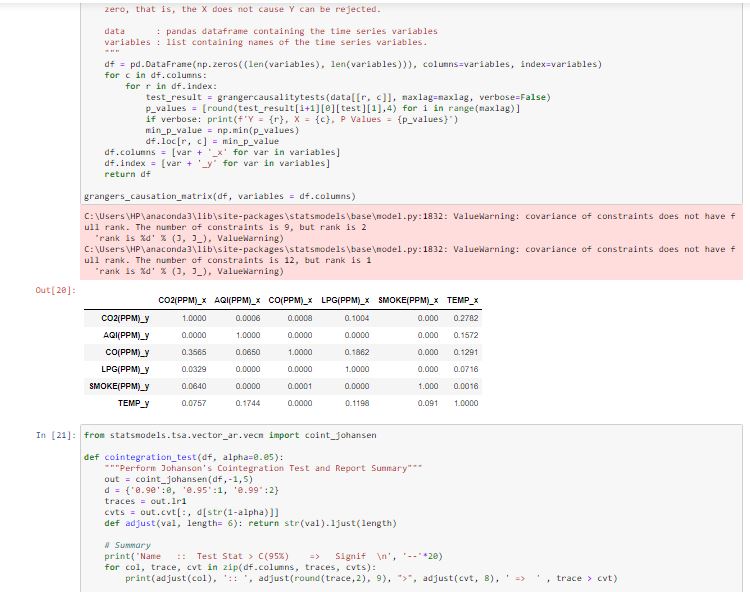 zero, that is, the X does not cause Y can be rejected.
data      : pandas dataframe containing the time series variables
variables : list containing names of the time series variables.
"""
df = pd.DataFrame(np.zeros((len(variables), len(variables))), columns=variables, index=variables)
for c in df.columns:
for r in df.index:
test_result = grangercausalitytests(data[[r, c]], maxlag=maxlag, verbose=False)
p_values = [round(test_result[i+1][0][test][1],4) for i in range(maxlag)]
if verbose: print(f'Y = {r}, X = {c}, P Values = {p_values}')
min_p_value = np.min(p_values)
df.loc[r, c] = min_p_value
df.columns = [var + '_x' for var in variables]
df.index = [var + '_y' for var in variables]
return df
grangers_causation_matrix(df, variables = df.columns)
C:\Users\HP\anaconda3\lib\site-packages\statsmodels\base\model.py:1832: ValueWarning: covariance of constraints does not have f
ull rank. The number of constraints is 9, but rank is 2
'rank is %d' % (J, J_), ValueWarning)
C:\Users\HP\anaconda3\lib\site-packages\statsmodels\base\model.py:1832: ValueWarning: covariance of constraints does not have f
ull rank. The number of constraints is 12, but rank is 1
'rank is %d' % (J, J_), ValueWarning)
Out[20]:
CO2(PPM)_x AQI(PPM)_x CO(PPM)_x LPG(PPM)_x SMOKE(PPM)_x TEMP_x
CO2(PPM)_y 1.0000 0.0006 0.0008 0.1004 0.000 0.2782
AQI(PPM)_y 0.0000 1.0000 0.0000 0.0000 0.000 0.1572
CO(PPM)_y 0.3565 0.0650 1.0000 0.1862 0.000 0.1291
LPG(PPM)_y 0.0329 0.0000 0.0000 1.0000 0.000 0.0716
SMOKE(PPM)_y 0.0640 0.0000 0.0001 0.0000 1.000 0.0016
TEMP_y 0.0757 0.1744 0.0000 0.1198 0.091 1.0000
In [21]: from statsmodels.tsa.vector_ar.vecm import coint_johansen
def cointegration_test(df, alpha=0.05):
"""Perform Johanson's Cointegration Test and Report Summary"""
out = coint_johansen(df,-1,5)
d = {'0.90':0, '0.95':1, '0.99':2}
traces = out.lr1
cvts = out.cvt[:, d[str(1-alpha)]]
def adjust(val, length= 6): return str(val).ljust(length)
# Summary
print('Name   ::  Test Stat > C(95%)    =>   Signif  \n', '--'*20)
for col, trace, cvt in zip(df.columns, traces, cvts):
print(adjust(col), ':: ', adjust(round(trace,2), 9), ">", adjust(cvt, 8), ' =>  ' , trace > cvt)